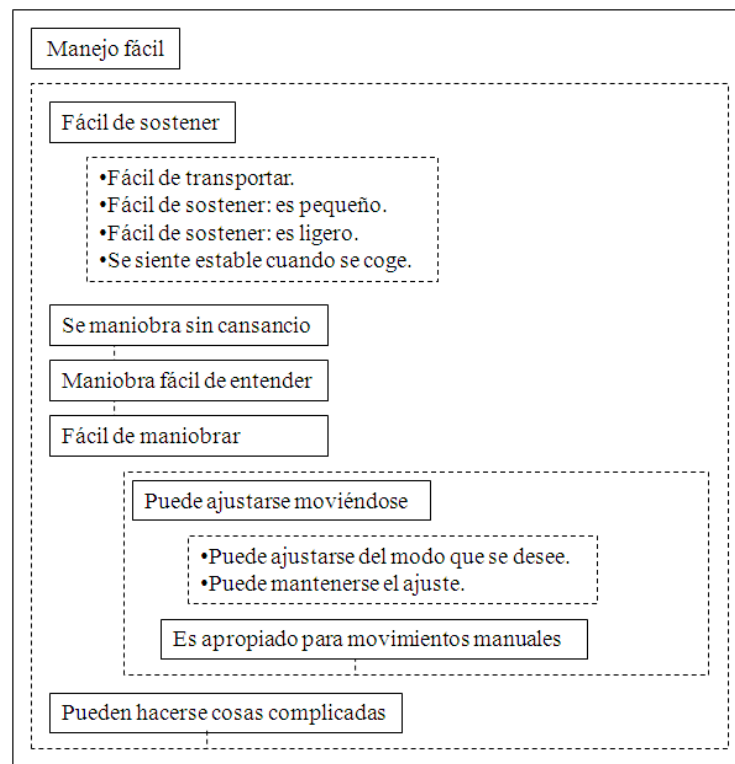 Manejo fácil
Fácil de sostener
•Fácil de transportar.
•Fácil de sostener: es pequeño.
•Fácil de sostener: es ligero.
•Se siente estable cuando se coge.
Se maniobra sin cansancio
Maniobra fácil de entender
Fácil de maniobrar
Puede ajustarse moviéndose
•Puede ajustarse del modo que se desee.
•Puede mantenerse el ajuste.
Es apropiado para movimientos manuales
Pueden hacerse cosas complicadas